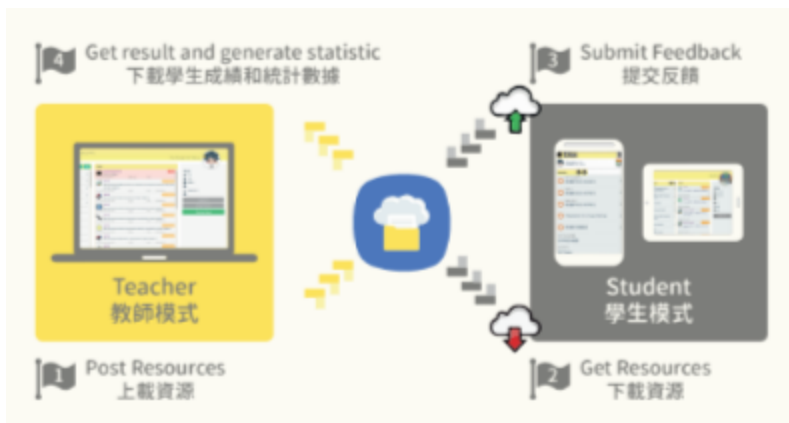 4 Get result and generate statistic
下載學生成績和統計數據
3 Submit Feedback
提交反饋
Teacher
教師模式
Student
學生模式
1 Post Resources
上載資源
2 Get Resources
下載資源